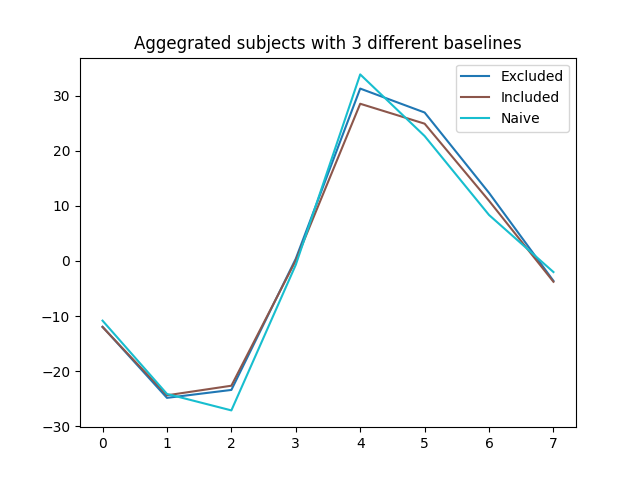 Aggegrated subjects with 3 different baselines
Excluded
Included
Naive
30
20
10
0
−10
−20
−30
0 1 2 3 4 5 6 7